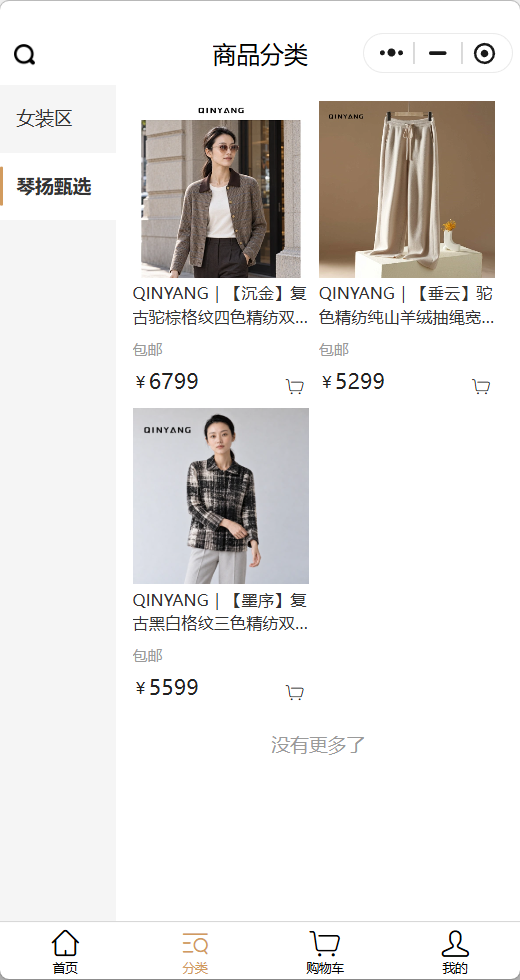 商品分类
女装区
琴扬甄选
QINYANG
QINYANG｜【沉金】复
古驼棕格纹四色精纺双...
包邮
￥6799
QINYANG
QINYANG｜【垂云】驼
色精纺纯山羊绒抽绳宽...
包邮
￥5299
QINYANG
QINYANG｜【墨序】复
古黑白格纹三色精纺双...
包邮
￥5599
没有更多了
首页
分类
购物车
我的